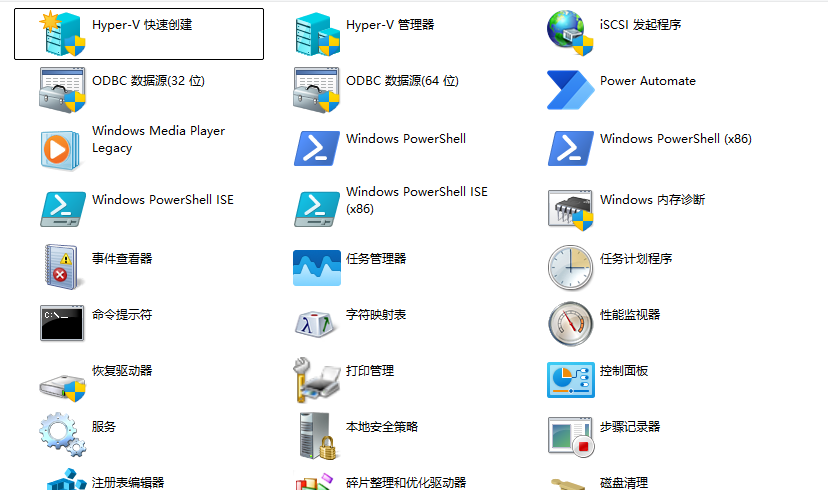 Hyper-V 快速创建
Hyper-V 管理器
iSCSI 发起程序
ODBC 数据源(32 位)
ODBC 数据源(64 位)
Power Automate
Windows Media Player
Legacy
Windows PowerShell
Windows PowerShell (x86)
Windows PowerShell ISE
Windows PowerShell ISE
(x86)
Windows 内存诊断
事件查看器
任务管理器
任务计划程序
C:\>_
命令提示符
字符映射表
性能监视器
恢复驱动器
打印管理
控制面板
服务
本地安全策略
步骤记录器
注册表编辑器
碎片整理和优化驱动器
磁盘清理